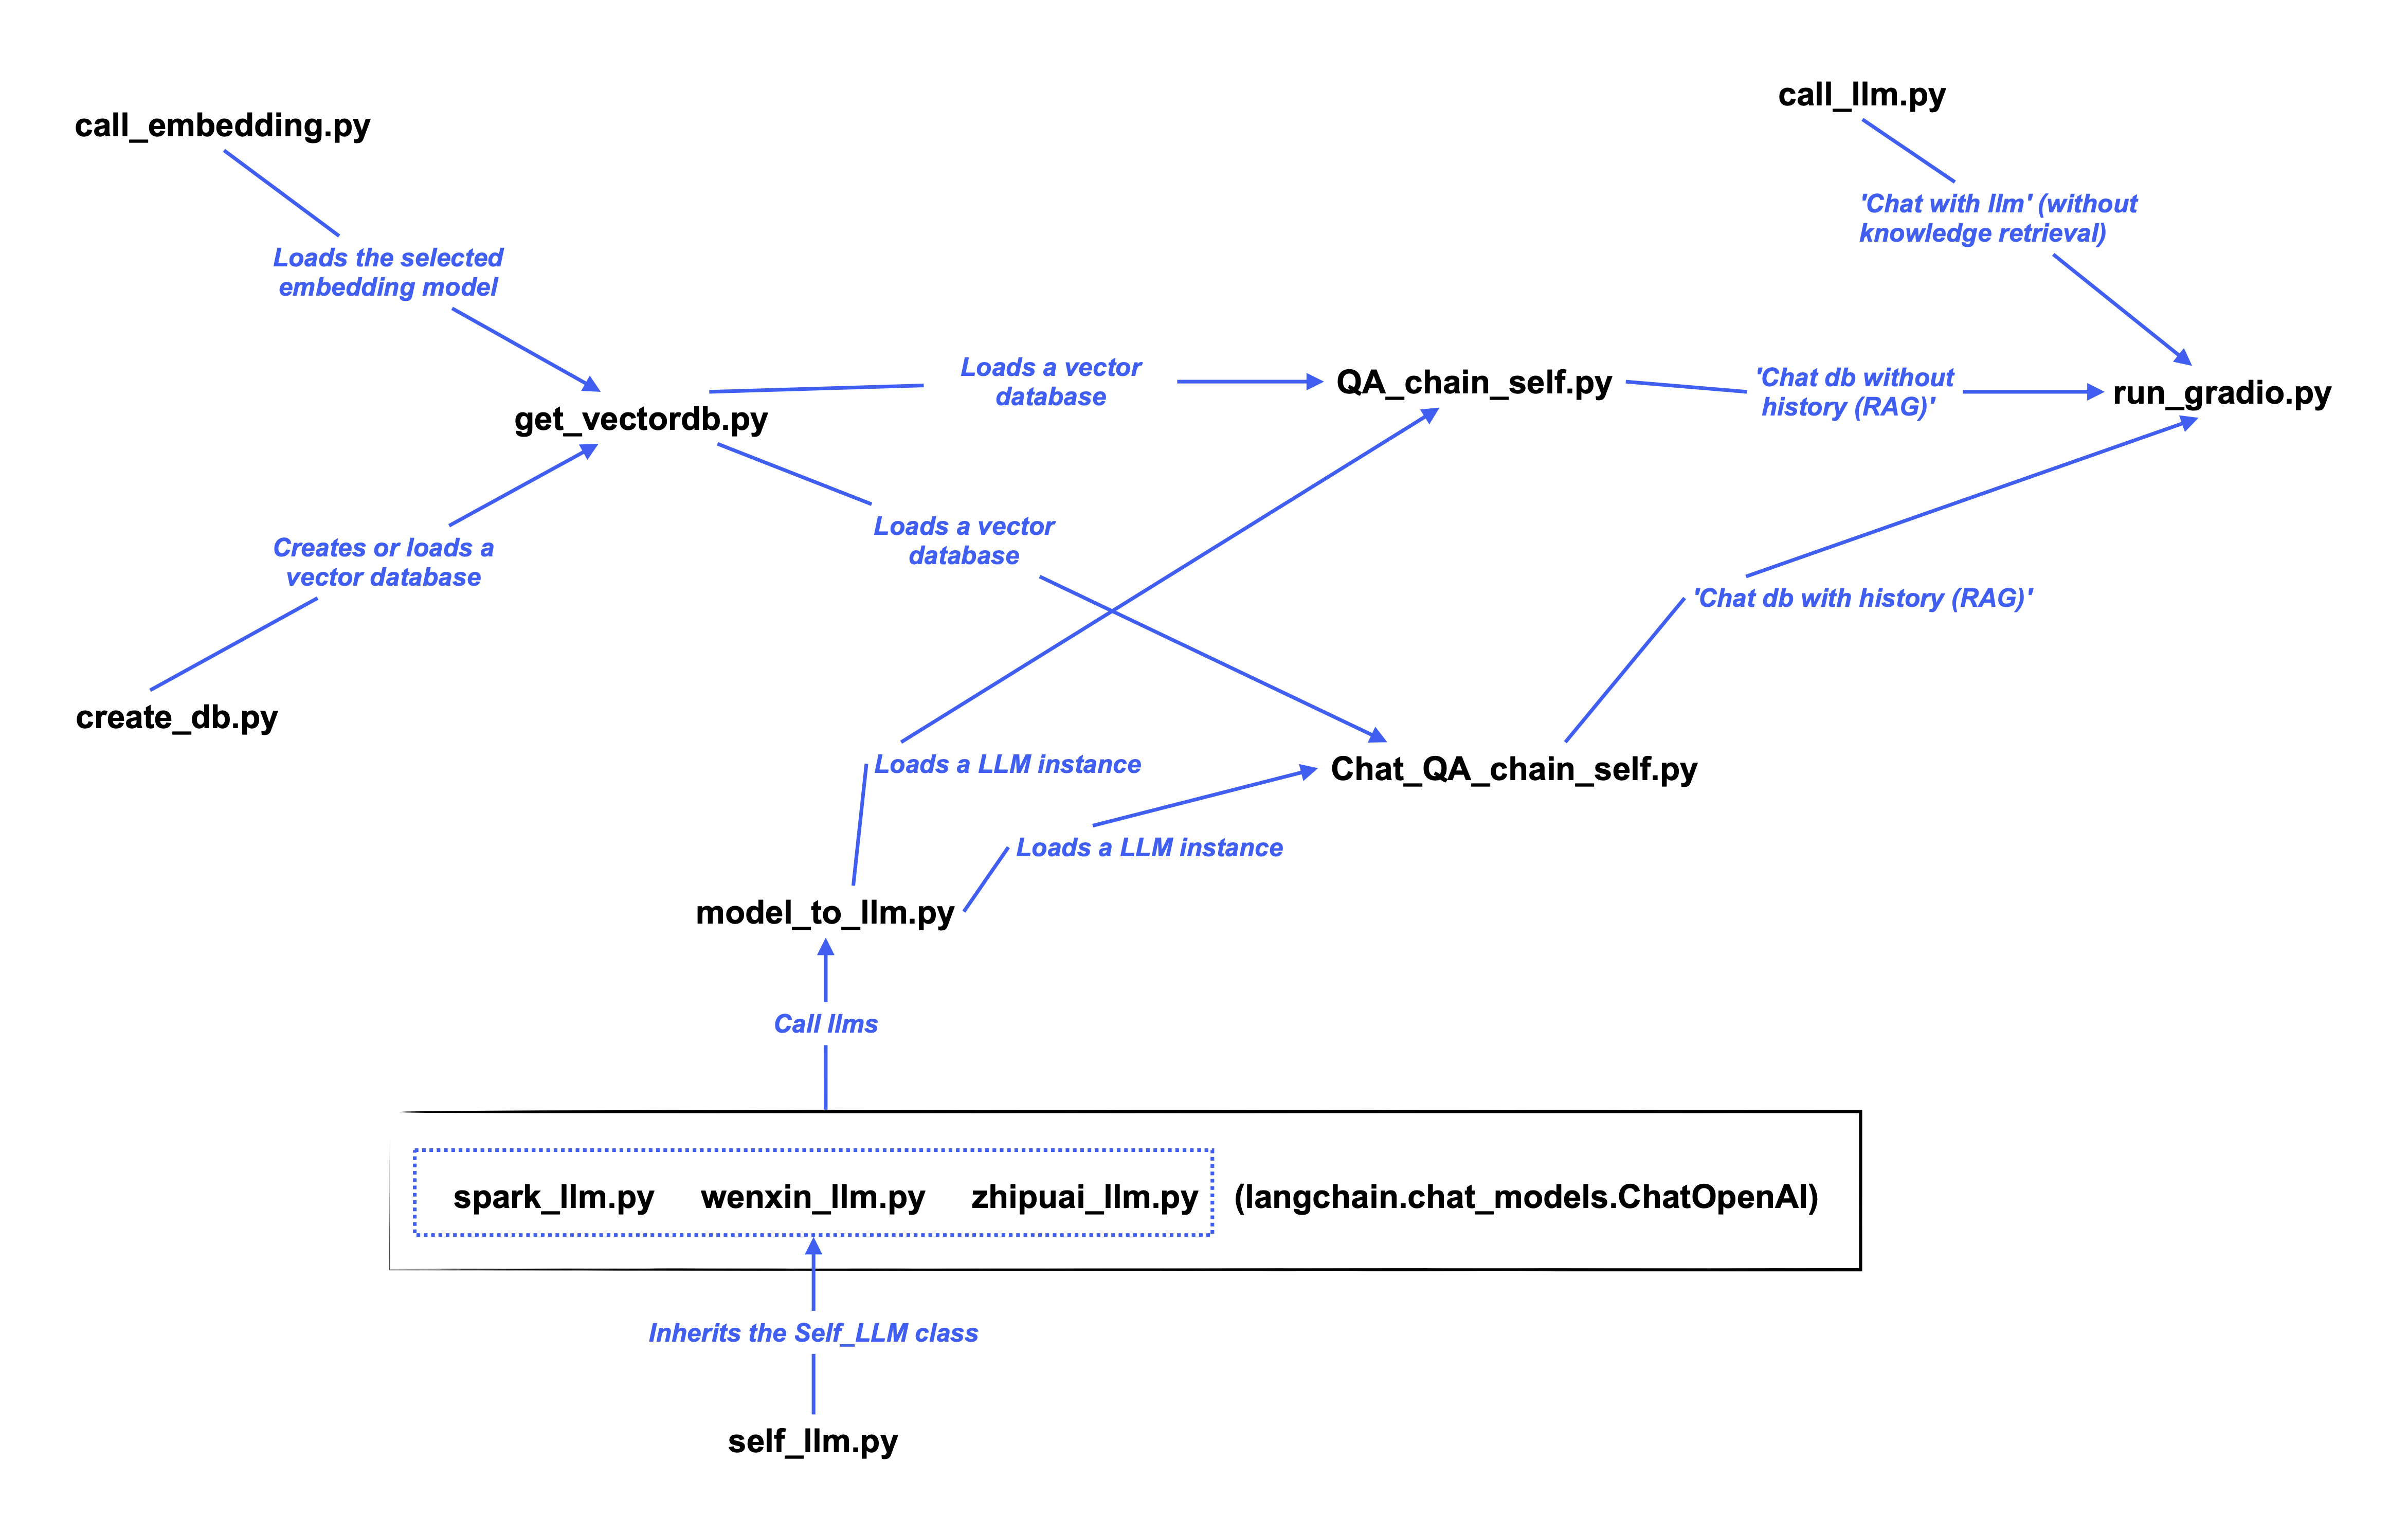 call_llm.py
call_embedding.py
'Chat with llm' (without
knowledge retrieval)
Loads the selected
embedding model
Loads a vector
database
QA_chain_self.py
'Chat db without
history (RAG)'
run_gradio.py
get_vectordb.py
Loads a vector
database
Creates or loads a
vector database
'Chat db with history (RAG)'
create_db.py
Loads a LLM instance
Chat_QA_chain_self.py
Loads a LLM instance
model_to_llm.py
Call llms
spark_llm.py wenxin_llm.py zhipuai_llm.py (langchain.chat_models.ChatOpenAI)
Inherits the Self_LLM class
self_llm.py